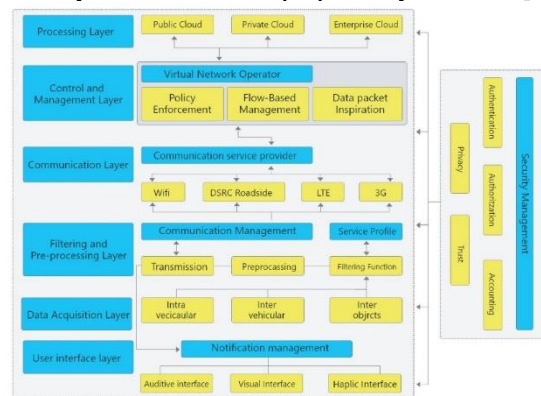 Processing Layer
Public Cloud
Private Cloud
Enterprise Cloud
Control and
Management Layer
Virtual Network Operator
Policy
Enforcement
Flow-Based
Management
Data packet
Inspiration
Communication Layer
Communication service provider
Wifi
DSRC Roadside
LTE
3G
Filtering and
Pre-processing Layer
Communication Management
Service Profile
Transmission
Preprocassing
Filtering Function
Data Acquisition Layer
Intra
vecicaular
Inter
vehicular
Inter
objrcts
User interface layer
Notification management
Auditive interface
Visual Interface
Haplic Interface
Privacy
Trust
Authentication
Authorization
Accounting
Security Management